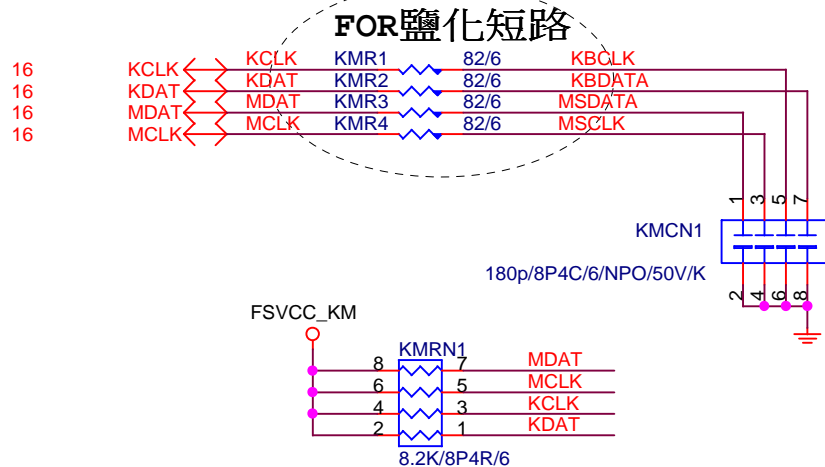 FOR鹽化短路
16 KCLK KCLK KMR1 82/6 KBCLK
16 KDAT KDAT KMR2 82/6 KBDATA
16 MDAT MDAT KMR3 82/6 MSDATA
16 MCLK MCLK KMR4 82/6 MSCLK
1 3 5 7
KMCN1
180p/8P4C/6/NPO/50V/K
2 4 6 8
FSVCC_KM
KMRN1
8 7 MDAT
6 5 MCLK
4 3 KCLK
2 1 KDAT
8.2K/8P4R/6